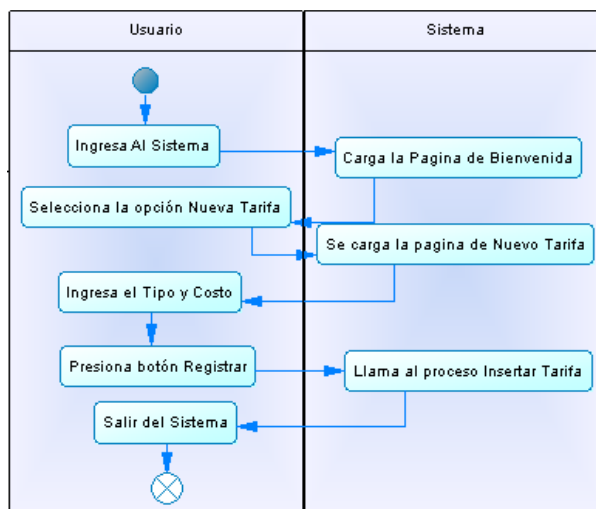 Usuario
Sistema
Ingresa Al Sistema
Carga la Pagina de Bienvenida
Selecciona la opción Nueva Tarifa
Se carga la pagina de Nuevo Tarifa
Ingresa el Tipo y Costo
Presiona botón Registrar
Llama al proceso Insertar Tarifa
Salir del Sistema